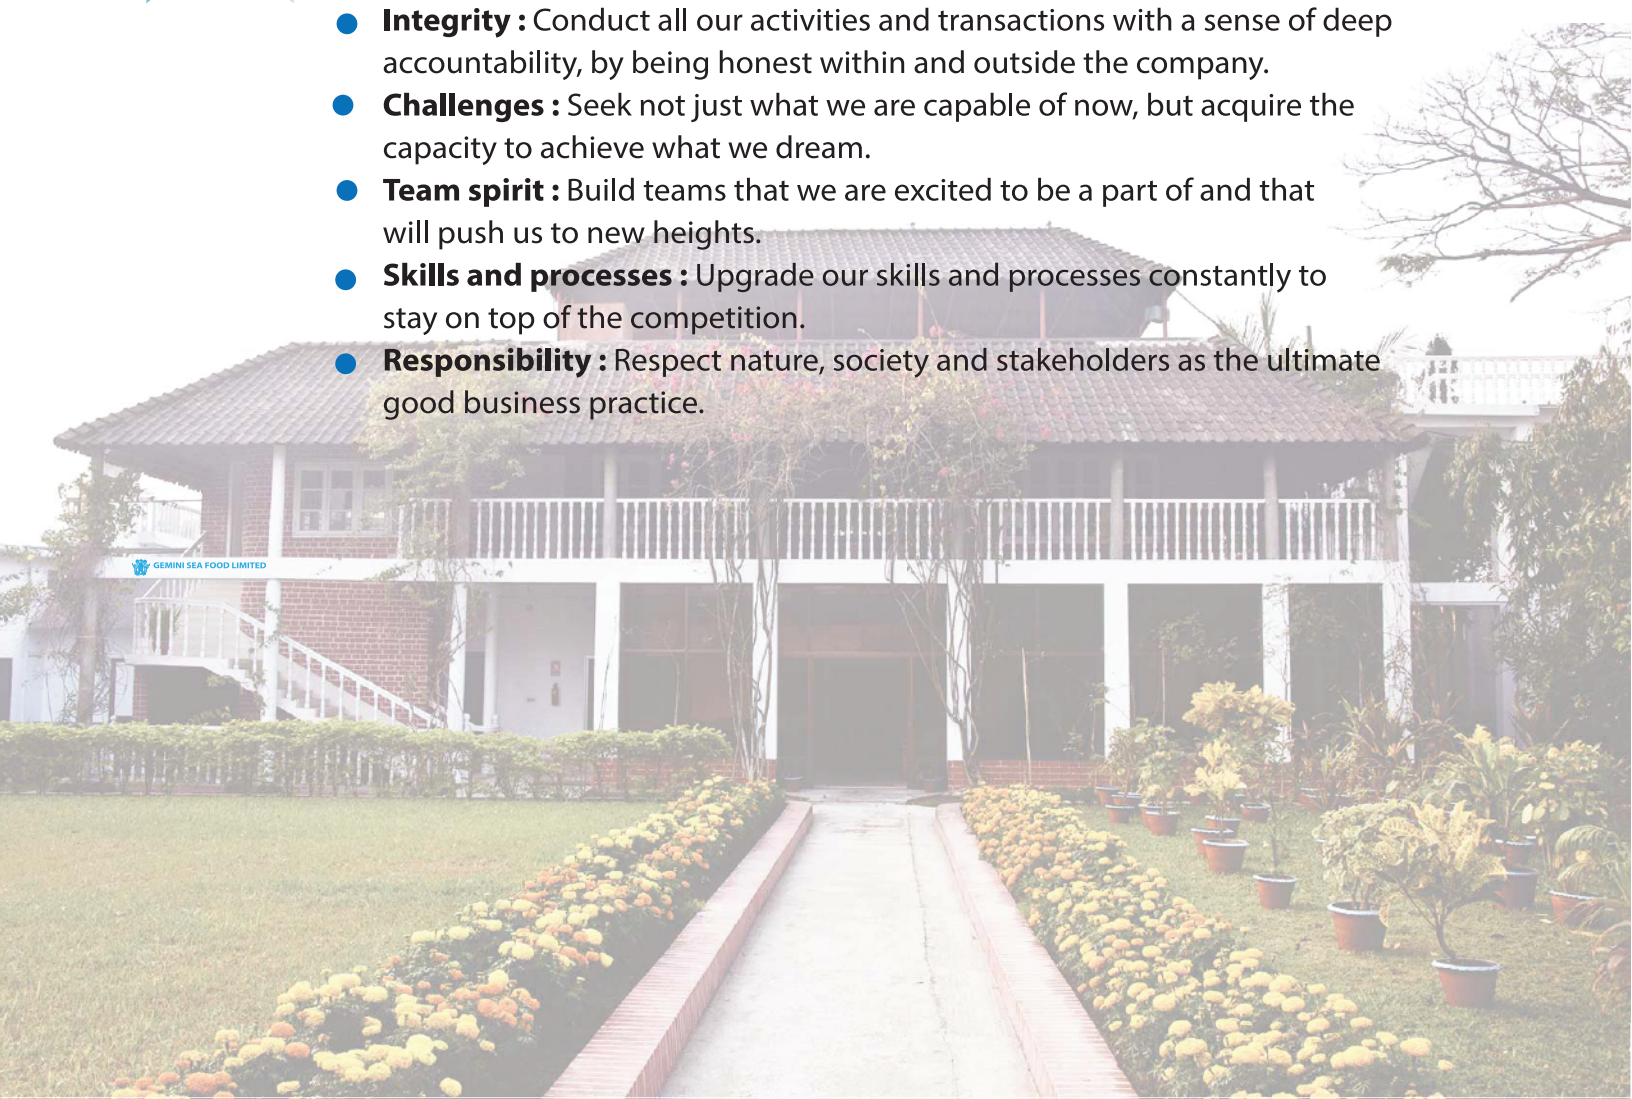 Integrity : Conduct all our activities and transactions with a sense of deep
accountability, by being honest within and outside the company.
Challenges : Seek not just what we are capable of now, but acquire the
capacity to achieve what we dream.
Team spirit : Build teams that we are excited to be a part of and that
will push us to new heights.
Skills and processes : Upgrade our skills and processes constantly to
stay on top of the competition.
Responsibility : Respect nature, society and stakeholders as the ultimate
good business practice.
GEMINI SEA FOOD LIMITED